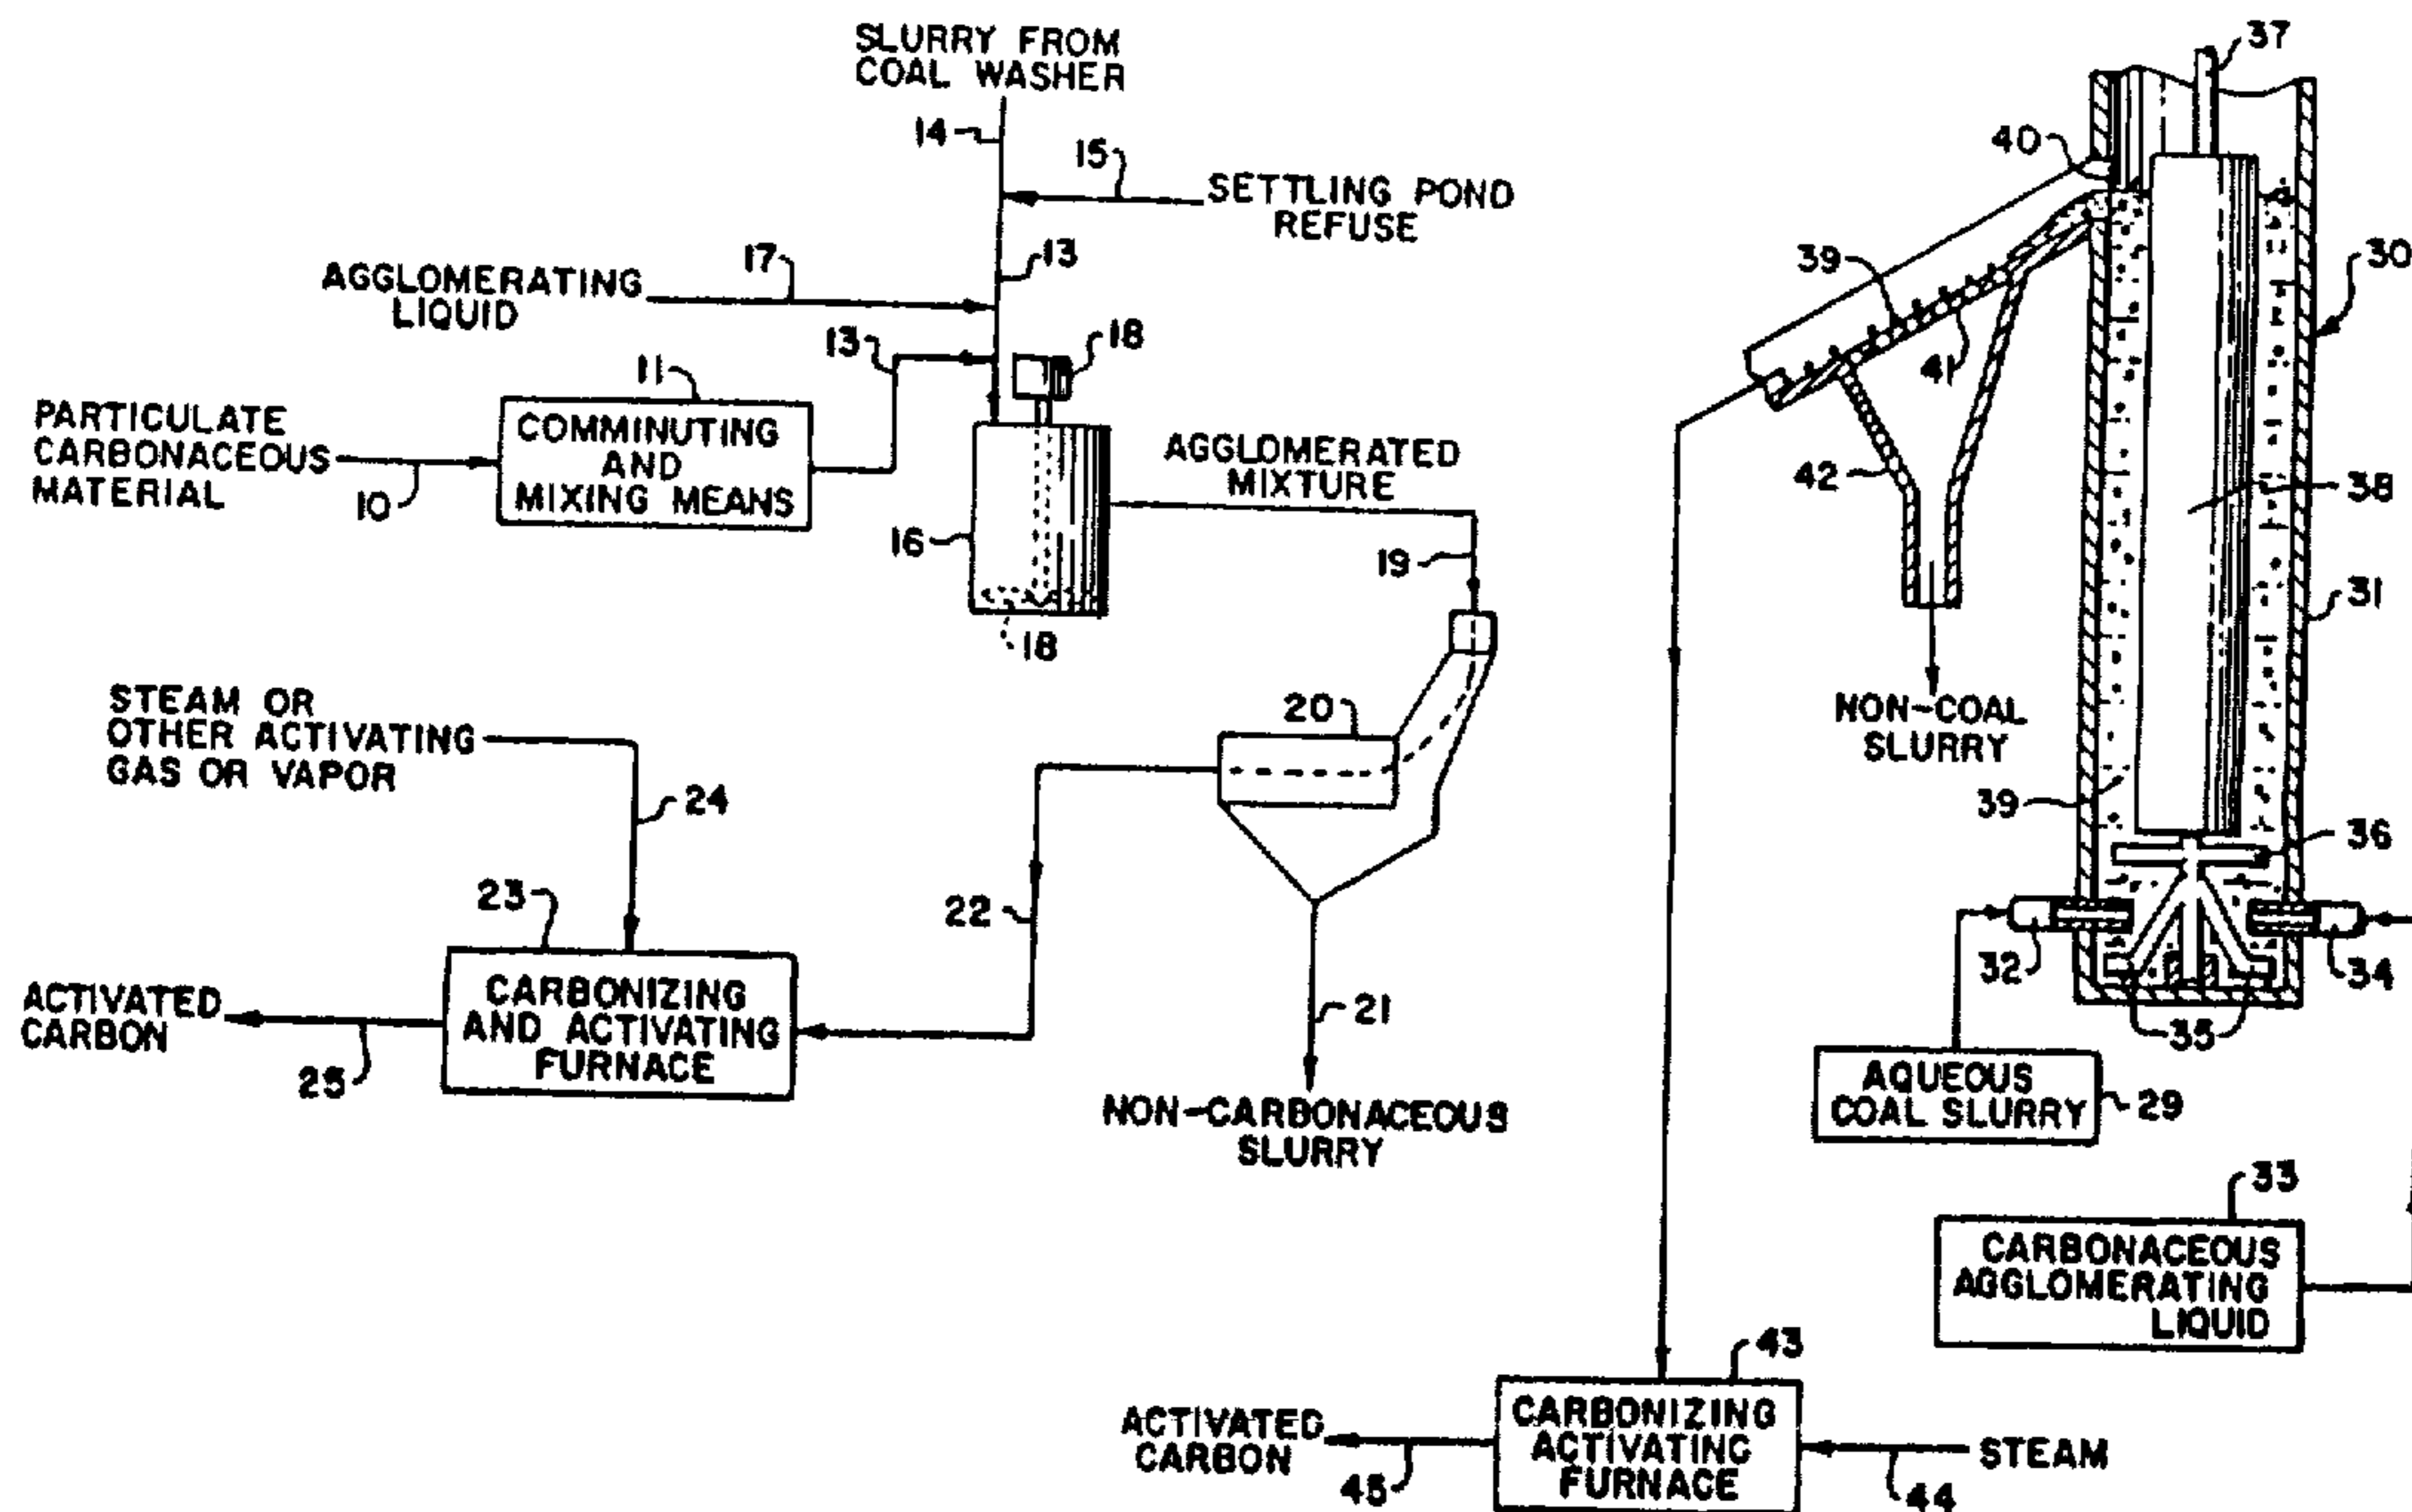 SLURRY FROM
COAL WASHER
14
15
SETTLING POND
REFUSE
13
17
AGGLOMERATING
LIQUID
13
18
11
PARTICULATE
CARBONACEOUS
MATERIAL
10
COMMINUTING
AND
MIXING MEANS
16
18
AGGLOMERATED
MIXTURE
19
20
STEAM OR
OTHER ACTIVATING
GAS OR VAPOR
24
22
23
CARBONIZING
AND ACTIVATING
FURNACE
ACTIVATED
CARBON
25
21
NON-CARBONACEOUS
SLURRY
37
40
30
39
41
42
38
31
NON-COAL
SLURRY
39
36
32
34
35
AQUEOUS
COAL SLURRY
29
33
CARBONACEOUS
AGGLOMERATING
LIQUID
43
CARBONIZING
ACTIVATING
FURNACE
ACTIVATED
CARBON
45
44
STEAM